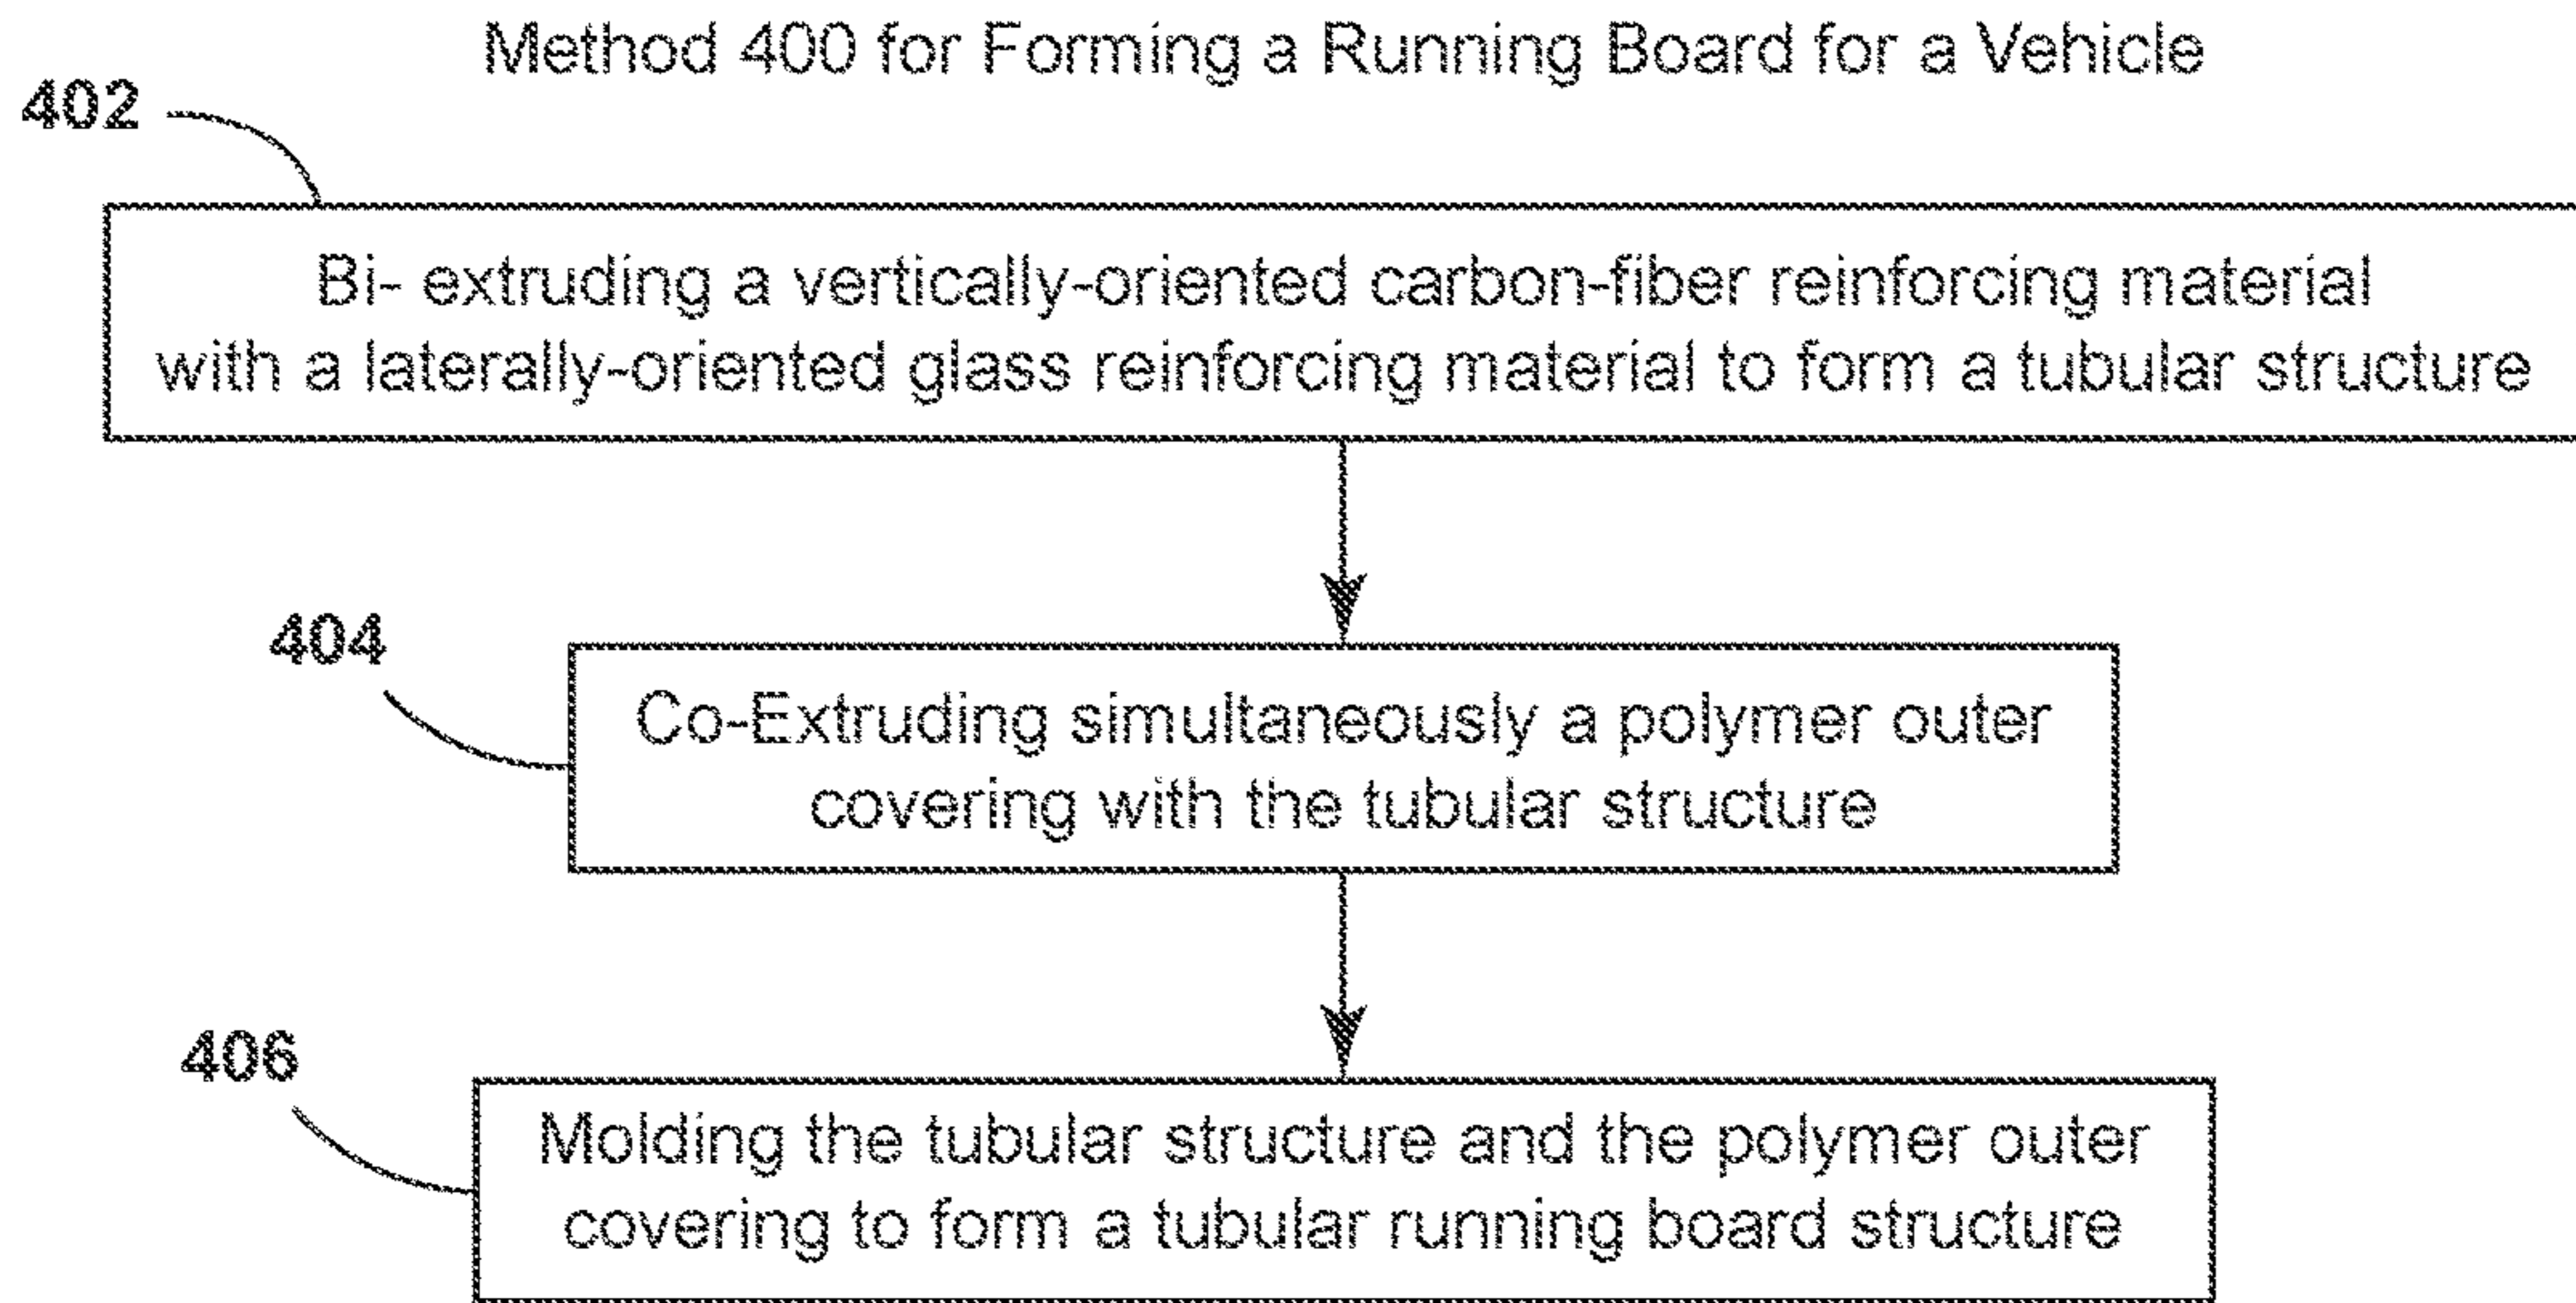 Method 400 for Forming a Running Board for a Vehicle
402
Bi- extruding a vertically-oriented carbon-fiber reinforcing material
with a laterally-oriented glass reinforcing material to form a tubular structure
404
Co-Extruding simultaneously a polymer outer
covering with the tubular structure
406
Molding the tubular structure and the polymer outer
covering to form a tubular running board structure